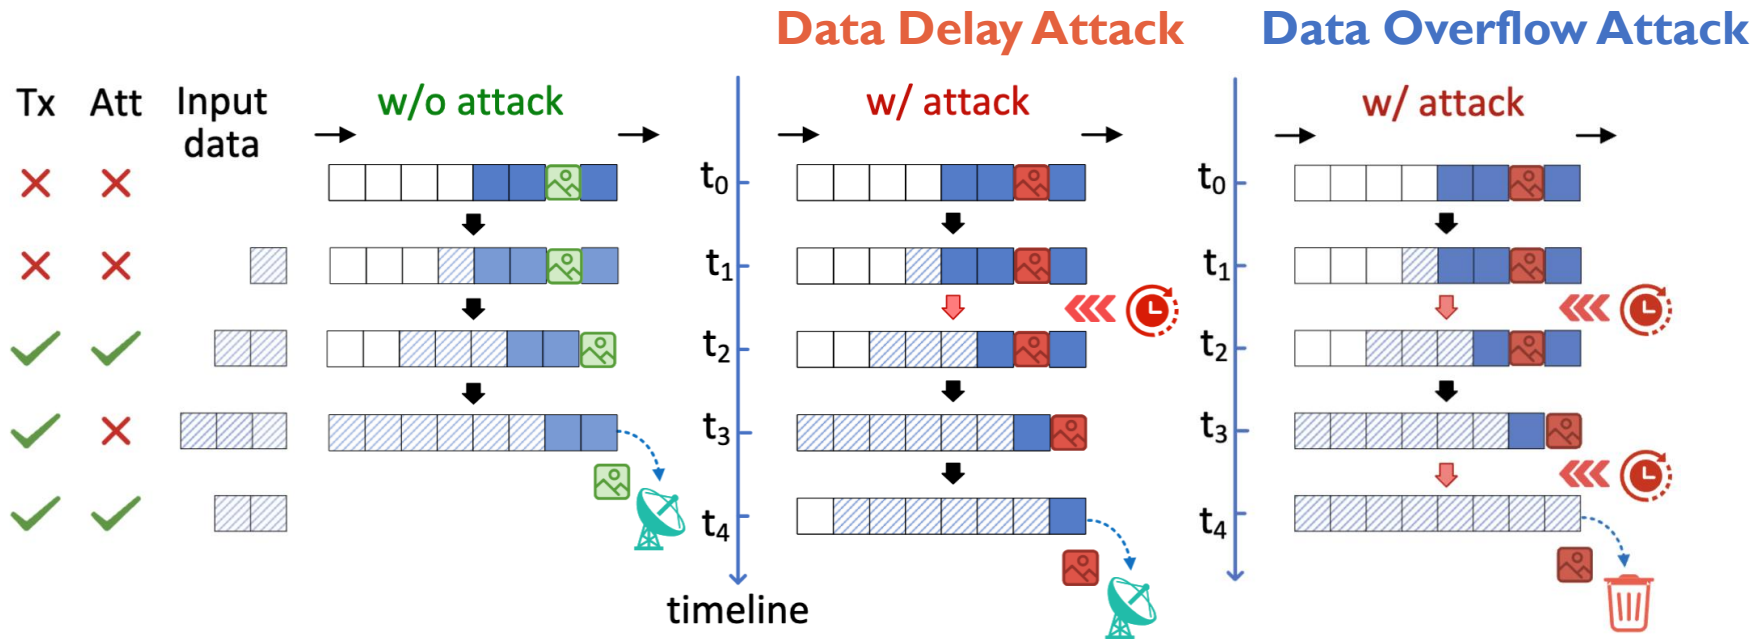 Data Delay Attack
Data Overflow Attack
Tx
Att
Input
data
w/o attack
w/ attack
w/ attack
t0
t1
t2
t3
t4
timeline
t0
t1
t2
t3
t4